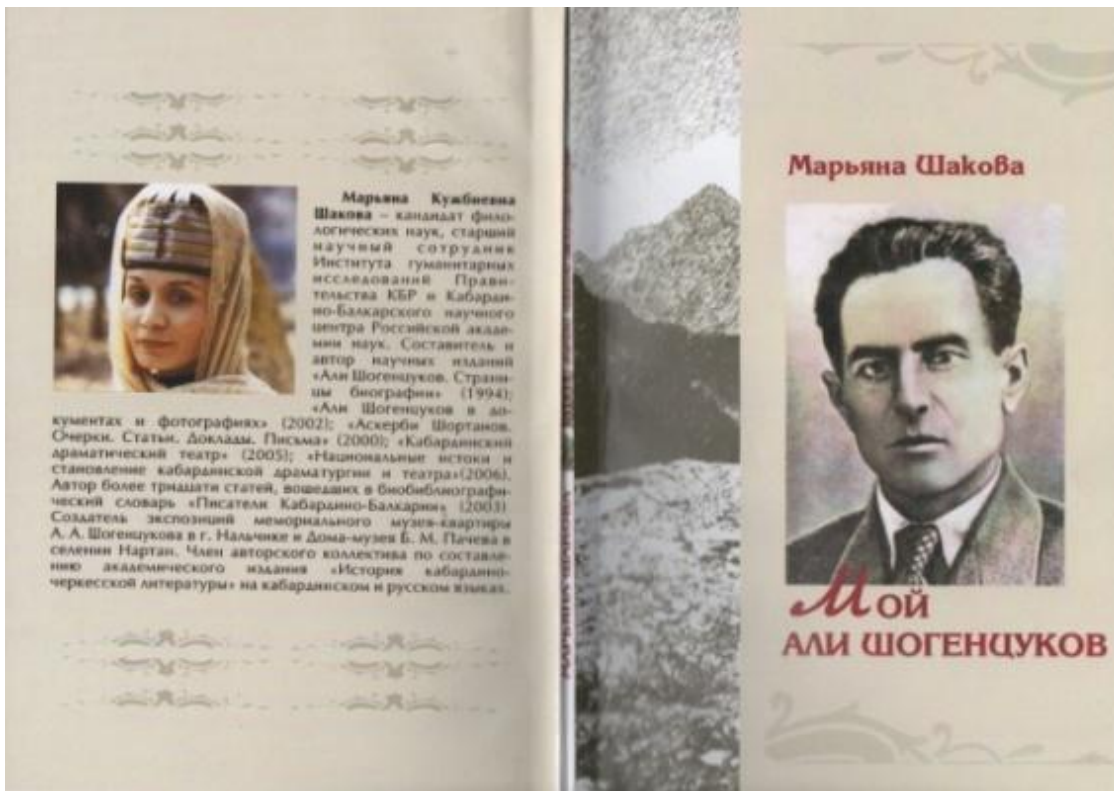 Марьяна Кужбиевна
Шакова – кандидат фило-
логических наук, старший
научный сотрудник
Института гуманитарных
исследований Прави-
тельства КБР и Кабарди-
но-Балкарского научного
центра Российской акаде-
мии наук. Составитель и
автор научных изданий
«Али Шогенцуков. Страни-
цы биографии» (1994);
«Али Шогенцуков в до-
кументах и фотографиях» (2002); «Аскерби Шортанов.
Очерки. Статьи. Доклады. Письма» (2000); «Кабардинский
драматический театр» (2005); «Национальные истоки и
становление кабардинской драматургии и театра»(2006).
Автор более тридцати статей, вошедших в биобиблиографи-
ческий словарь «Писатели Кабардино-Балкарии» (2003)
Создатель экспозиций мемориального музея-квартиры
А. А. Шогенцукова в г. Нальчике и Дома-музея Б. М. Пачева в
селении Нартан. Член авторского коллектива по составле-
нию академического издания «История кабардино-
черкесской литературы» на кабардинском и русском языках.
МАРЬЯНА ШАКОВА
Марьяна Шакова
Мой
АЛИ ШОГЕНЦУКОВ